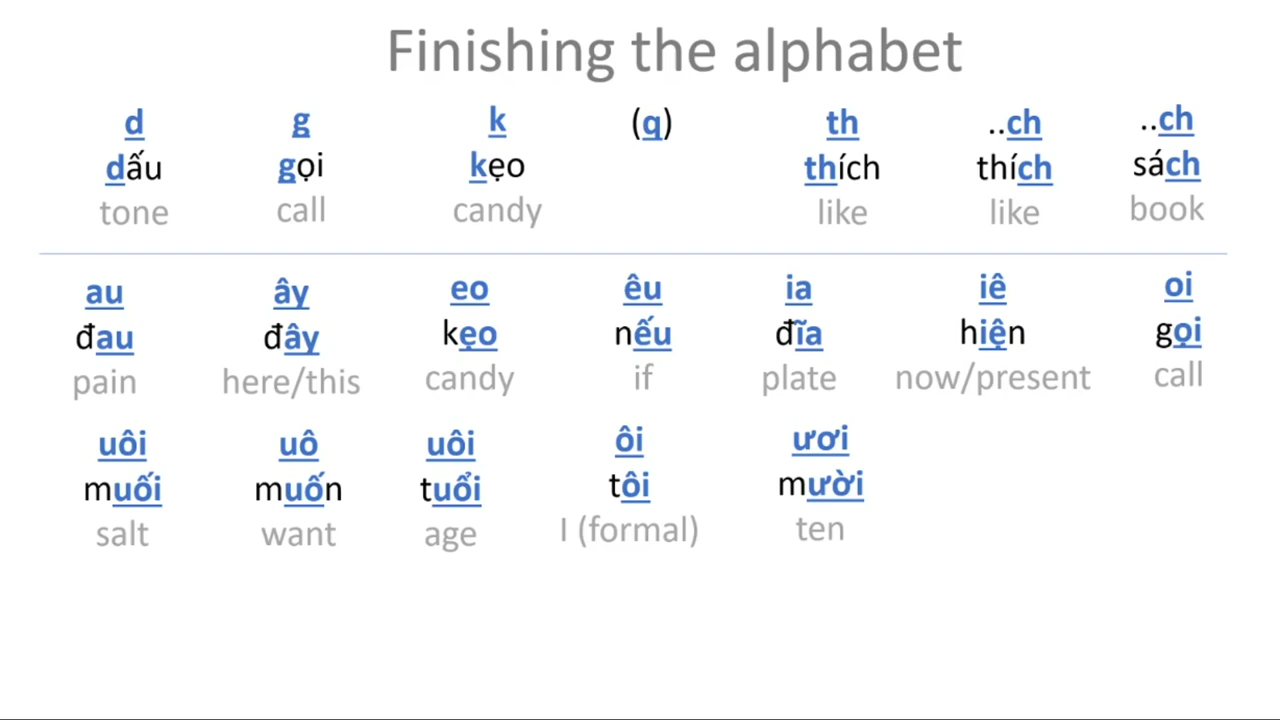 Finishing the alphabet
d g k (q) th ..ch ..ch
dấu gọi kẹo thích thích sách
tone call candy like like book
au ây eo êu ia iê oi
đau đây kẹo nếu đĩa hiện gọi
pain here/this candy if plate now/present call
uôi uô uôi ôi ươi
muối muốn tuổi tôi mười
salt want age I (formal) ten